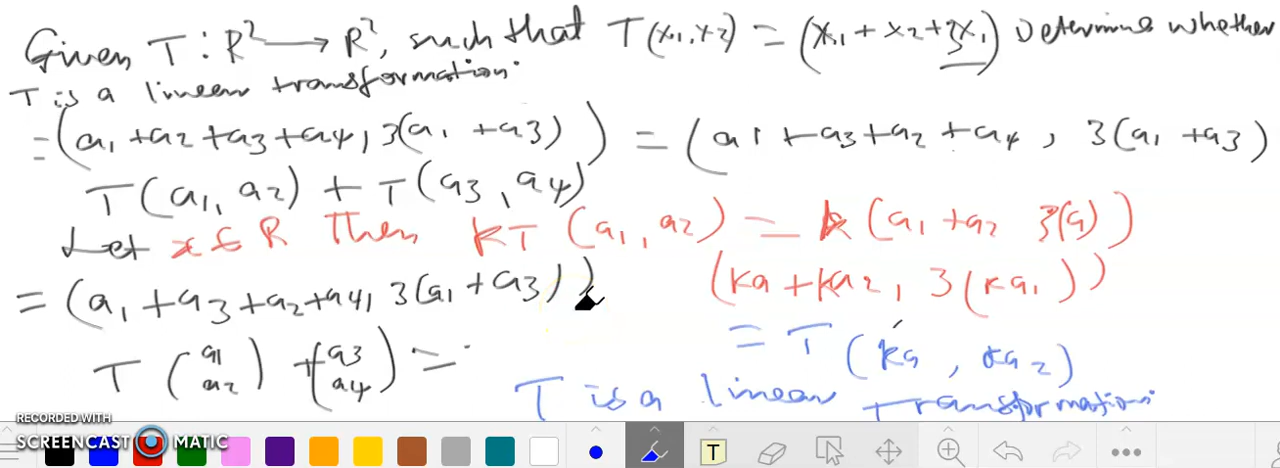 Given T : R² → R², such that T(x1, x2) = (x1 + x2 + 3x1) Determine whether
T is a linear transformation.
= (a1 + a2 + a3 + a4, 3(a1 + a3)) = (a1 + a3 + a2 + a4, 3(a1 + a3)
T(a1, a2) + T(a3, a4)
Let x ∈ R Then kT (a1, a2) = k (a1 + a2 3(a))
= (a1 + a3 + a2 + a4, 3(a1 + a3)) (ka + ka2, 3(ka1))
= T (ka, ka2)
T (a1 a2) + (a3 a4) =
T is a linear transformation
RECORDED WITH
SCREENCAST MATIC
T